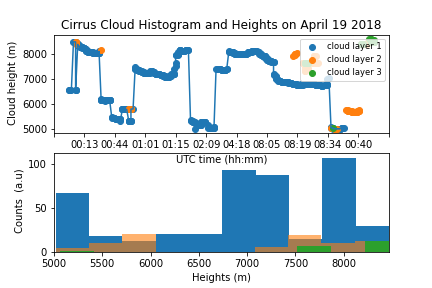 Cirrus Cloud Histogram and Heights on April 19 2018
Cloud height (m)
8000
7000
6000
5000
cloud layer 1
cloud layer 2
cloud layer 3
00:13 00:44 01:01 01:15 02:09 04:18 08:05 08:19 08:34 00:40
UTC time (hh:mm)
Counts (a.u)
100
50
0
5000 5500 6000 6500 7000 7500 8000
Heights (m)